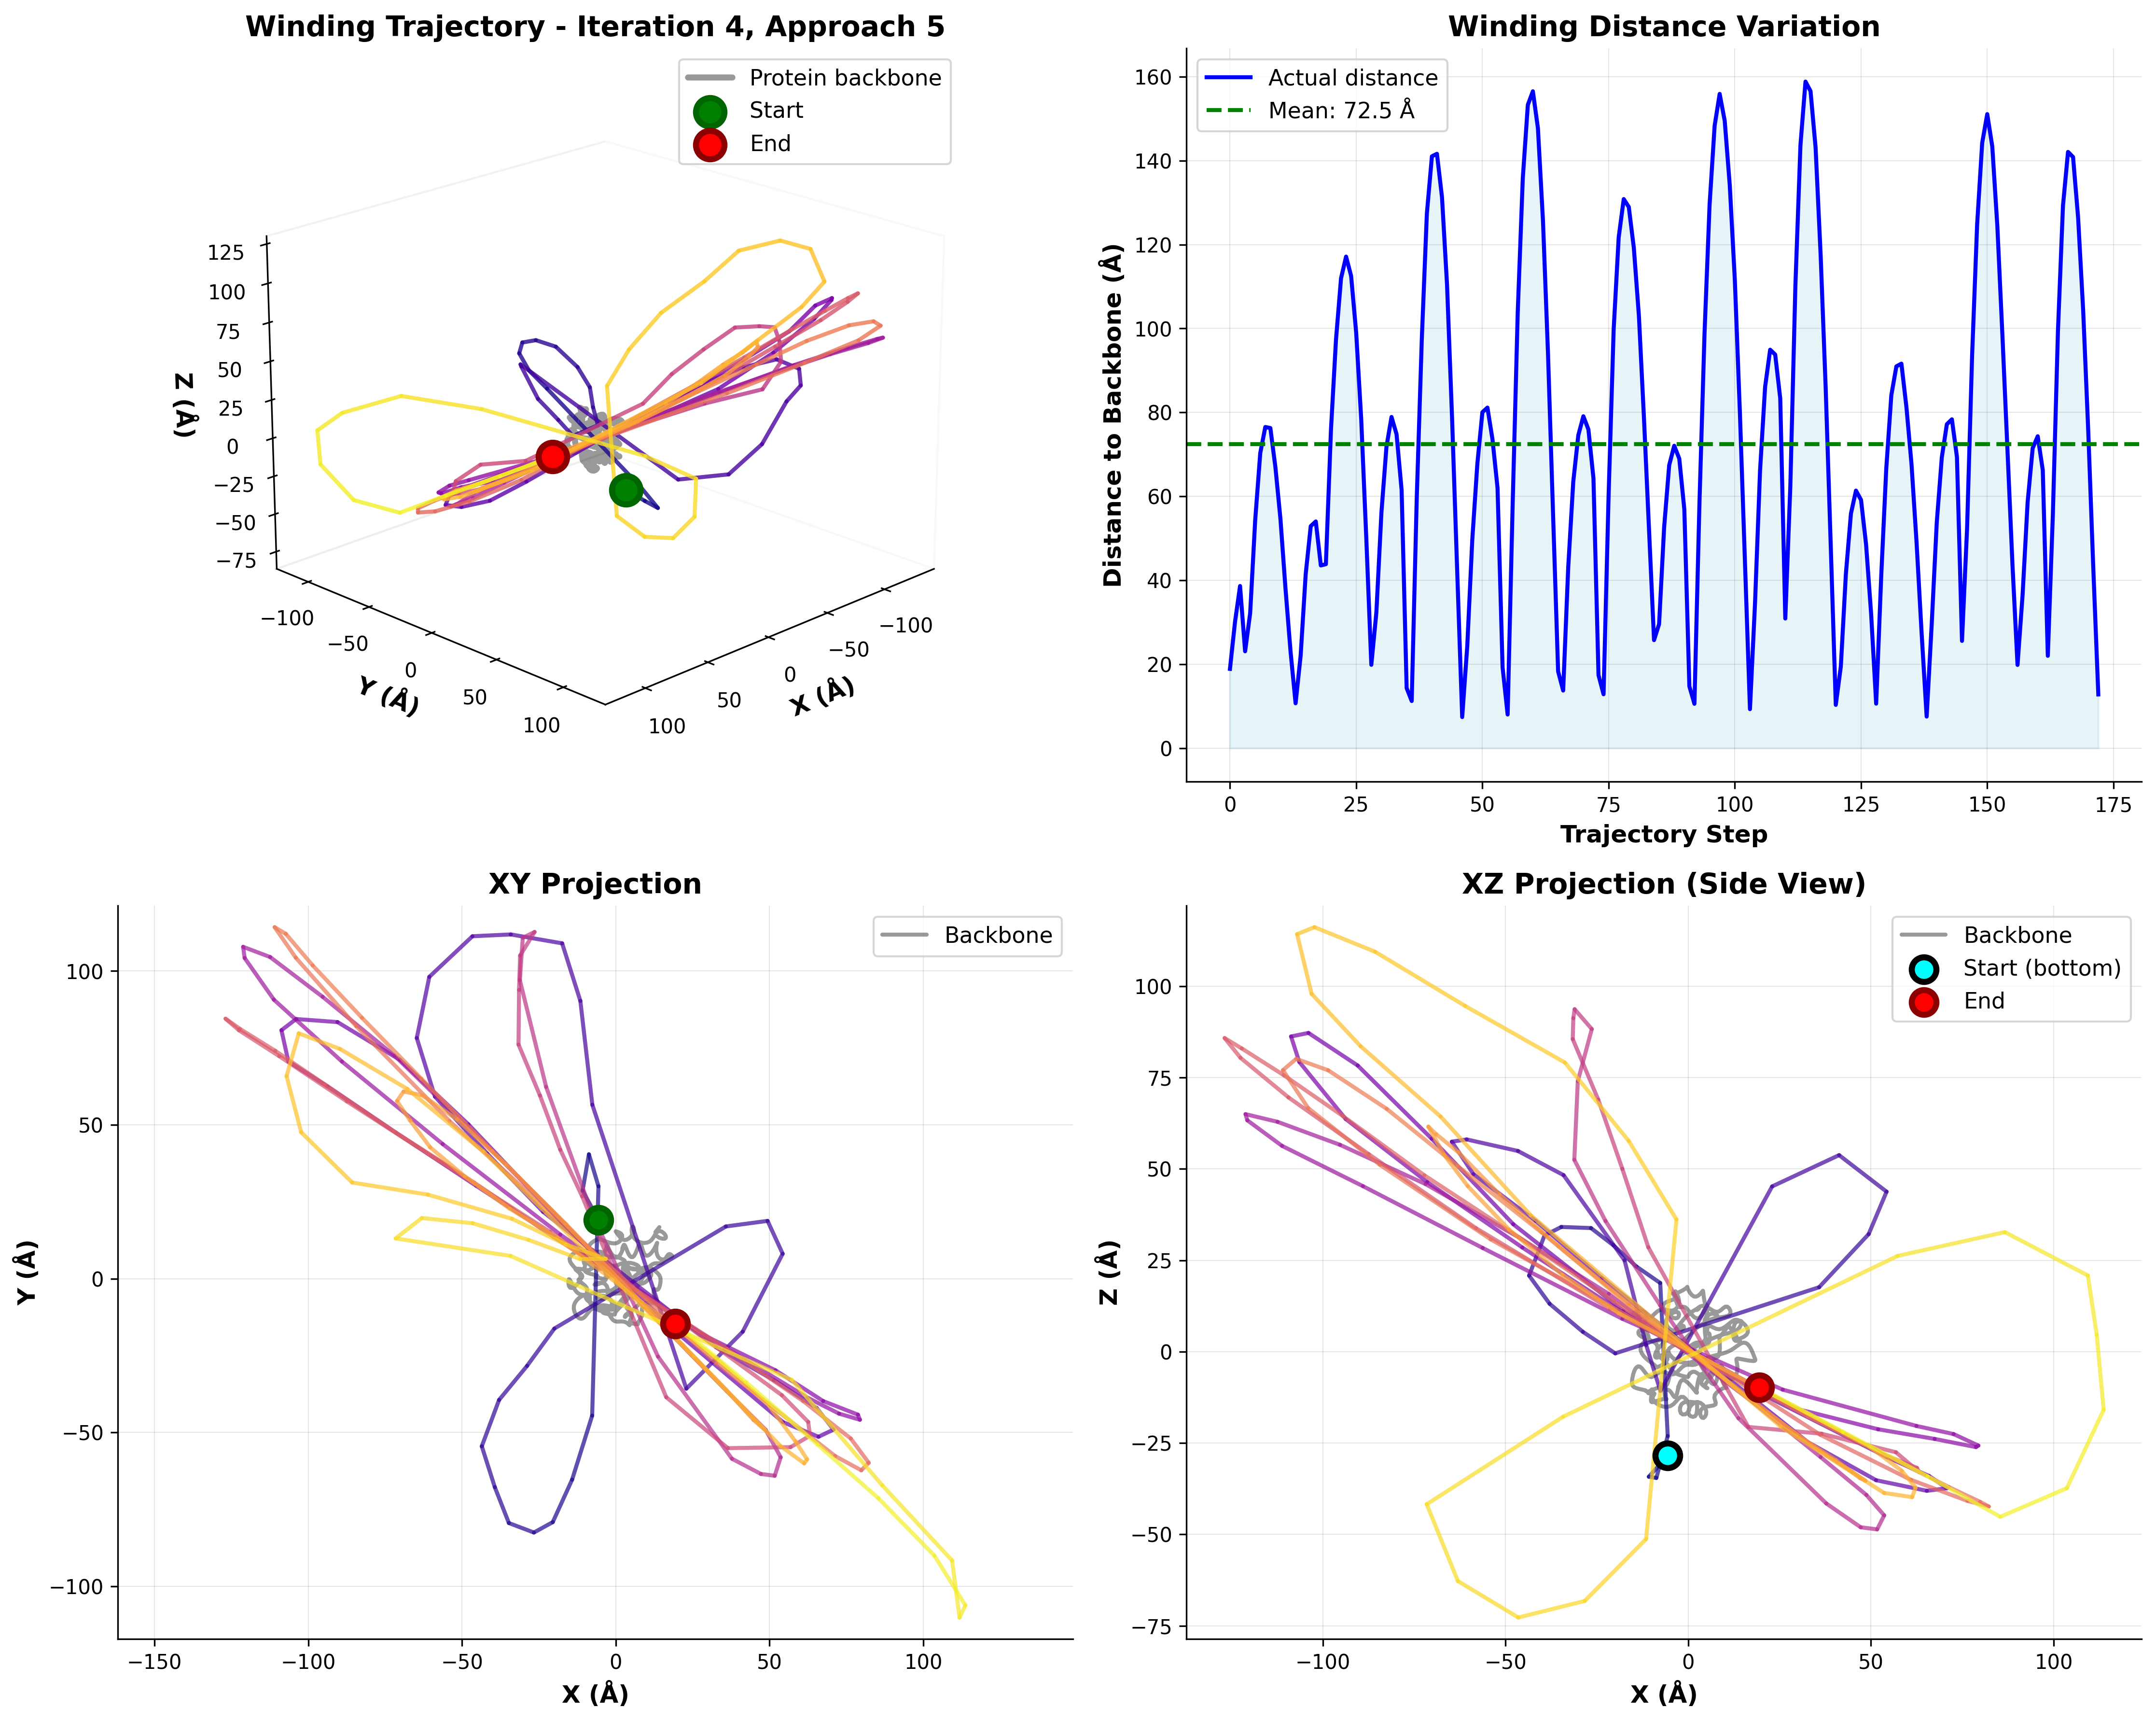 Winding Trajectory - Iteration 4, Approach 5
Protein backbone
Start
End
125
100
75
50
25
0
−25
−50
−75
Z (Å)
−100
−50
0
50
100
Y (Å)
100
50
0
−50
−100
X (Å)
Winding Distance Variation
Actual distance
Mean: 72.5 Å
160
140
120
100
80
60
40
20
0
Distance to Backbone (Å)
0 25 50 75 100 125 150 175
Trajectory Step
XY Projection
Backbone
100
50
0
−50
−100
Y (Å)
−150 −100 −50 0 50 100
X (Å)
XZ Projection (Side View)
Backbone
Start (bottom)
End
100
75
50
25
0
−25
−50
−75
Z (Å)
−100 −50 0 50 100
X (Å)